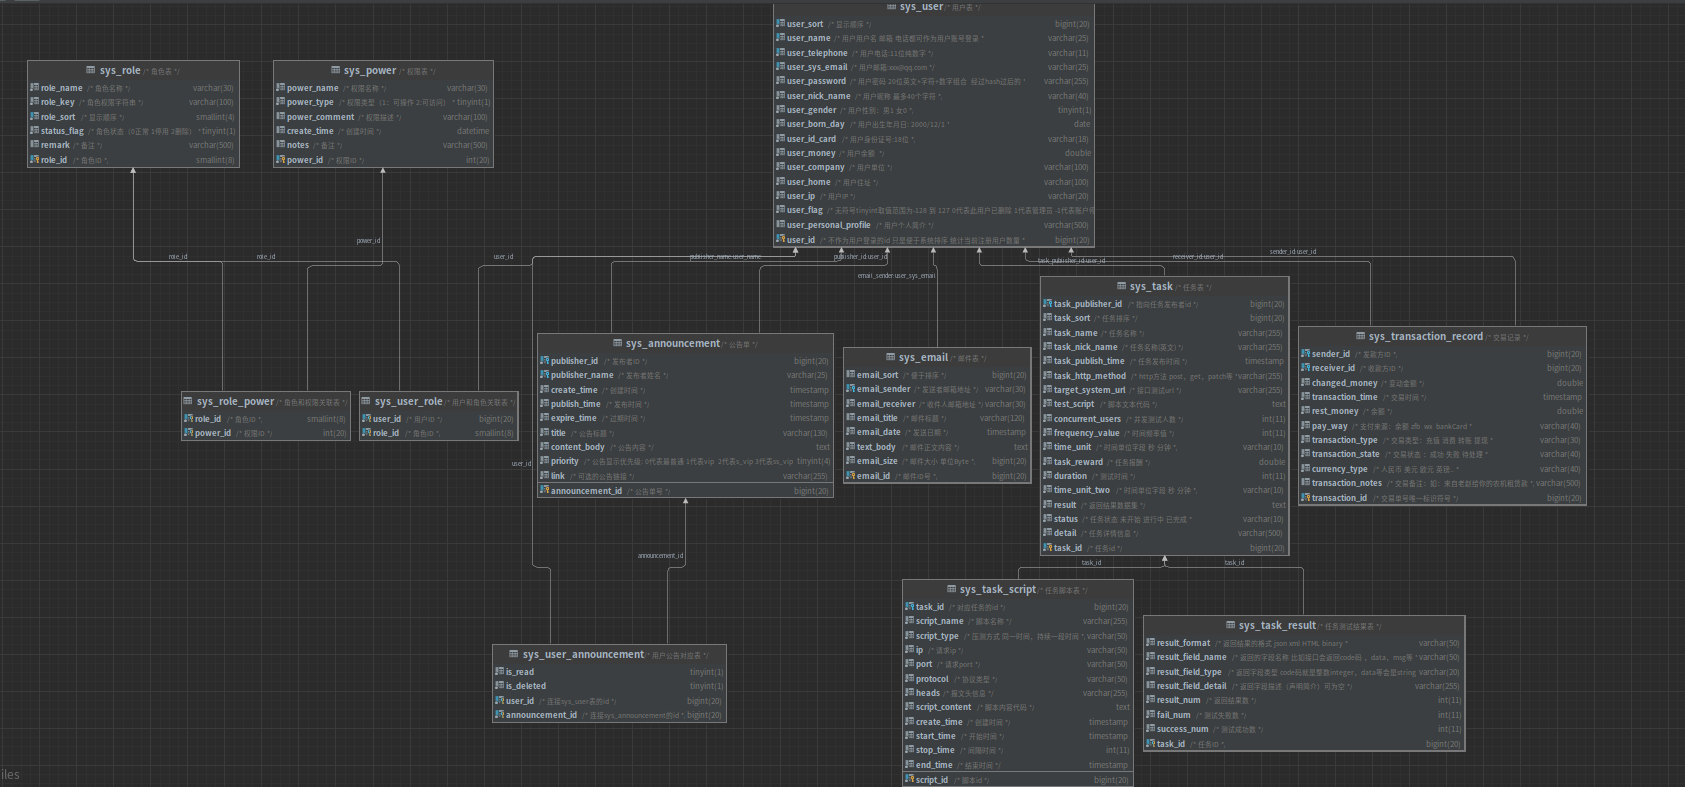 sys_user /* 用户表 */
user_sort /* 显示顺序 */ bigint(20)
user_name /* 用户用户名 邮箱 电话都可作为用户账号登录 * varchar(25)
user_telephone /* 用户电话:11位纯数字 */ varchar(11)
user_sys_email /* 用户邮箱:xxx@qq.com */ varchar(25)
user_password /* 用户密码 20位英文+字符+数字组合 经过hash过后的 * varchar(255)
user_nick_name /* 用户昵称 最多40个字符 *, varchar(40)
user_gender /* 用户性别: 男1 女0 *, tinyint(1)
user_born_day /* 用户出生年月日: 2000/12/1 * date
user_id_card /* 用户身份证号:18位 *, varchar(18)
user_money /* 用户余额 */ double
user_company /* 用户单位 */ varchar(100)
user_home /* 用户住址 */ varchar(100)
user_ip /* 用户IP */ varchar(20)
user_flag /* 无符号tinyint取值范围为-128 到 127 0代表此用户已删除 1代表管理员 -1代表账户
user_personal_profile /* 用户个人简介 */ varchar(500)
user_id /* 不作为用户登录的id 只是便于系统排序 统计当前注册用户数量 * bigint(20)
sys_role /* 角色表 */
role_name /* 角色名称 */ varchar(30)
role_key /* 角色权限字符串 */ varchar(100)
role_sort /* 显示顺序 */ smallint(4)
status_flag /* 角色状态 (0正常 1停用 2删除) * tinyint(1)
remark /* 备注 */ varchar(500)
role_id /* 角色ID *, smallint(8)
sys_power /* 权限表 */
power_name /* 权限名称 */ varchar(30)
power_type /* 权限类型 (1: 可操作 2:可访问) * tinyint(1)
power_comment /* 权限描述 */ varchar(100)
create_time /* 创建时间 */ datetime
notes /* 备注 */ varchar(500)
power_id /* 权限ID *, int(20)
power_id
role_id
role_id
user_id
publisher_name:user_name
publisher_id:user_id
email_sender:user_sys_email
task_publisher_id:user_id
receiver_id:user_id
sender_id:user_id
sys_task /* 任务表 */
task_publisher_id /* 指向任务发布者id */ bigint(20)
task_sort /* 任务排序 */ bigint(20)
task_name /* 任务名称 */ varchar(255)
task_nick_name /* 任务名称(英文) */ varchar(255)
task_publish_time /* 任务发布时间 */ timestamp
task_http_method /* http方法 post, get, patch等 * varchar(255)
target_system_url /* 接口测试url */ varchar(255)
test_script /* 脚本文本代码 */ text
concurrent_users /* 并发测试人数 */ int(11)
frequency_value /* 时间频率值 */ int(11)
time_unit /* 时间单位字段 秒 分钟 *, varchar(10)
task_reward /* 任务报酬 */ double
duration /* 测试时间 */ int(11)
time_unit_two /* 时间单位字段 秒 分钟 *, varchar(10)
result /* 返回结果数据集 */ text
status /* 任务状态 未开始 进行中 已完成 * varchar(10)
detail /* 任务详情信息 */ varchar(500)
task_id /* 任务id */ bigint(20)
sys_transaction_record /* 交易记录 */
sender_id /* 发款方ID *, bigint(20)
receiver_id /* 收款方ID *, bigint(20)
changed_money /* 变动金额 */ double
transaction_time /* 交易时间 */ timestamp
rest_money /* 余额 */ double
pay_way /* 支付来源: 余额 zfb wx bankCard * varchar(40)
transaction_type /* 交易类型: 充值 消费 转账 提现 * varchar(30)
transaction_state /* 交易状态 : 成功 失败 待处理 * varchar(40)
currency_type /* 人民币 美元 欧元 英镑.. * varchar(40)
transaction_notes /* 交易备注: 如: 来自老赵给你的农机租赁款 *, varchar(500)
transaction_id /* 交易单号唯一标识符号 */ bigint(20)
sys_announcement /* 公告单 */
publisher_id /* 发布者ID */ bigint(20)
publisher_name /* 发布者姓名 */ varchar(25)
create_time /* 创建时间 */ timestamp
publish_time /* 发布时间 */ timestamp
expire_time /* 过期时间 */ timestamp
title /* 公告标题 */ varchar(130)
content_body /* 公告内容 */ text
priority /* 公告显示优先级: 0代表最普通 1代表vip 2代表s_vip 3代表ss_vip tinyint(4)
link /* 可选的公告链接 */ varchar(255)
announcement_id /* 公告单号 */ bigint(20)
sys_email /* 邮件表 */
email_sort /* 便于排序 */ bigint(20)
email_sender /* 发送者邮箱地址 */ varchar(30)
email_receiver /* 收件人邮箱地址 */ varchar(30)
email_title /* 邮件标题 */ varchar(120)
email_date /* 发送日期 */ timestamp
text_body /* 邮件正文内容 */ text
email_size /* 邮件大小 单位Byte *, bigint(20)
email_id /* 邮件ID号 *, bigint(20)
sys_role_power /* 角色和权限关联表 */
role_id /* 角色ID *, smallint(8)
power_id /* 权限ID *, int(20)
sys_user_role /* 用户和角色关联表 */
user_id /* 用户ID */ bigint(20)
role_id /* 角色ID *, smallint(8)
user_id
announcement_id
task_id
task_id
sys_task_script /* 任务脚本表 */
task_id /* 对应任务的id */ bigint(20)
script_name /* 脚本名称 */ varchar(255)
script_type /* 压测方式 同一时间, 持续一段时间 *, varchar(50)
ip /* 请求ip */ varchar(50)
port /* 请求port */ varchar(50)
protocol /* 协议类型 */ varchar(50)
heads /* 报文头信息 */ varchar(255)
script_content /* 脚本内容代码 */ text
create_time /* 创建时间 */ timestamp
start_time /* 开始时间 */ timestamp
stop_time /* 间隔时间 */ int(11)
end_time /* 结束时间 */ timestamp
script_id /* 脚本id */ bigint(20)
sys_task_result /* 任务测试结果表 */
result_format /* 返回结果的格式 json xml HTML binary * varchar(50)
result_field_name /* 返回的字段名称 比如接口会返回code码 , data, msg等 * varchar(50)
result_field_type /* 返回字段类型 code码就是整数integer, data等会是string varchar(20)
result_field_detail /* 返回字段描述 (声明简介) 可为空 */ varchar(255)
result_num /* 返回结果数 */ int(11)
fail_num /* 测试失败数 */ int(11)
success_num /* 测试成功数 */ int(11)
task_id /* 任务ID *, bigint(20)
sys_user_announcement /* 用户公告对应表 */
is_read tinyint(1)
is_deleted tinyint(1)
user_id /* 连接sys_user表的id */ bigint(20)
announcement_id /* 连接sys_announcement的id *, bigint(20)
iles